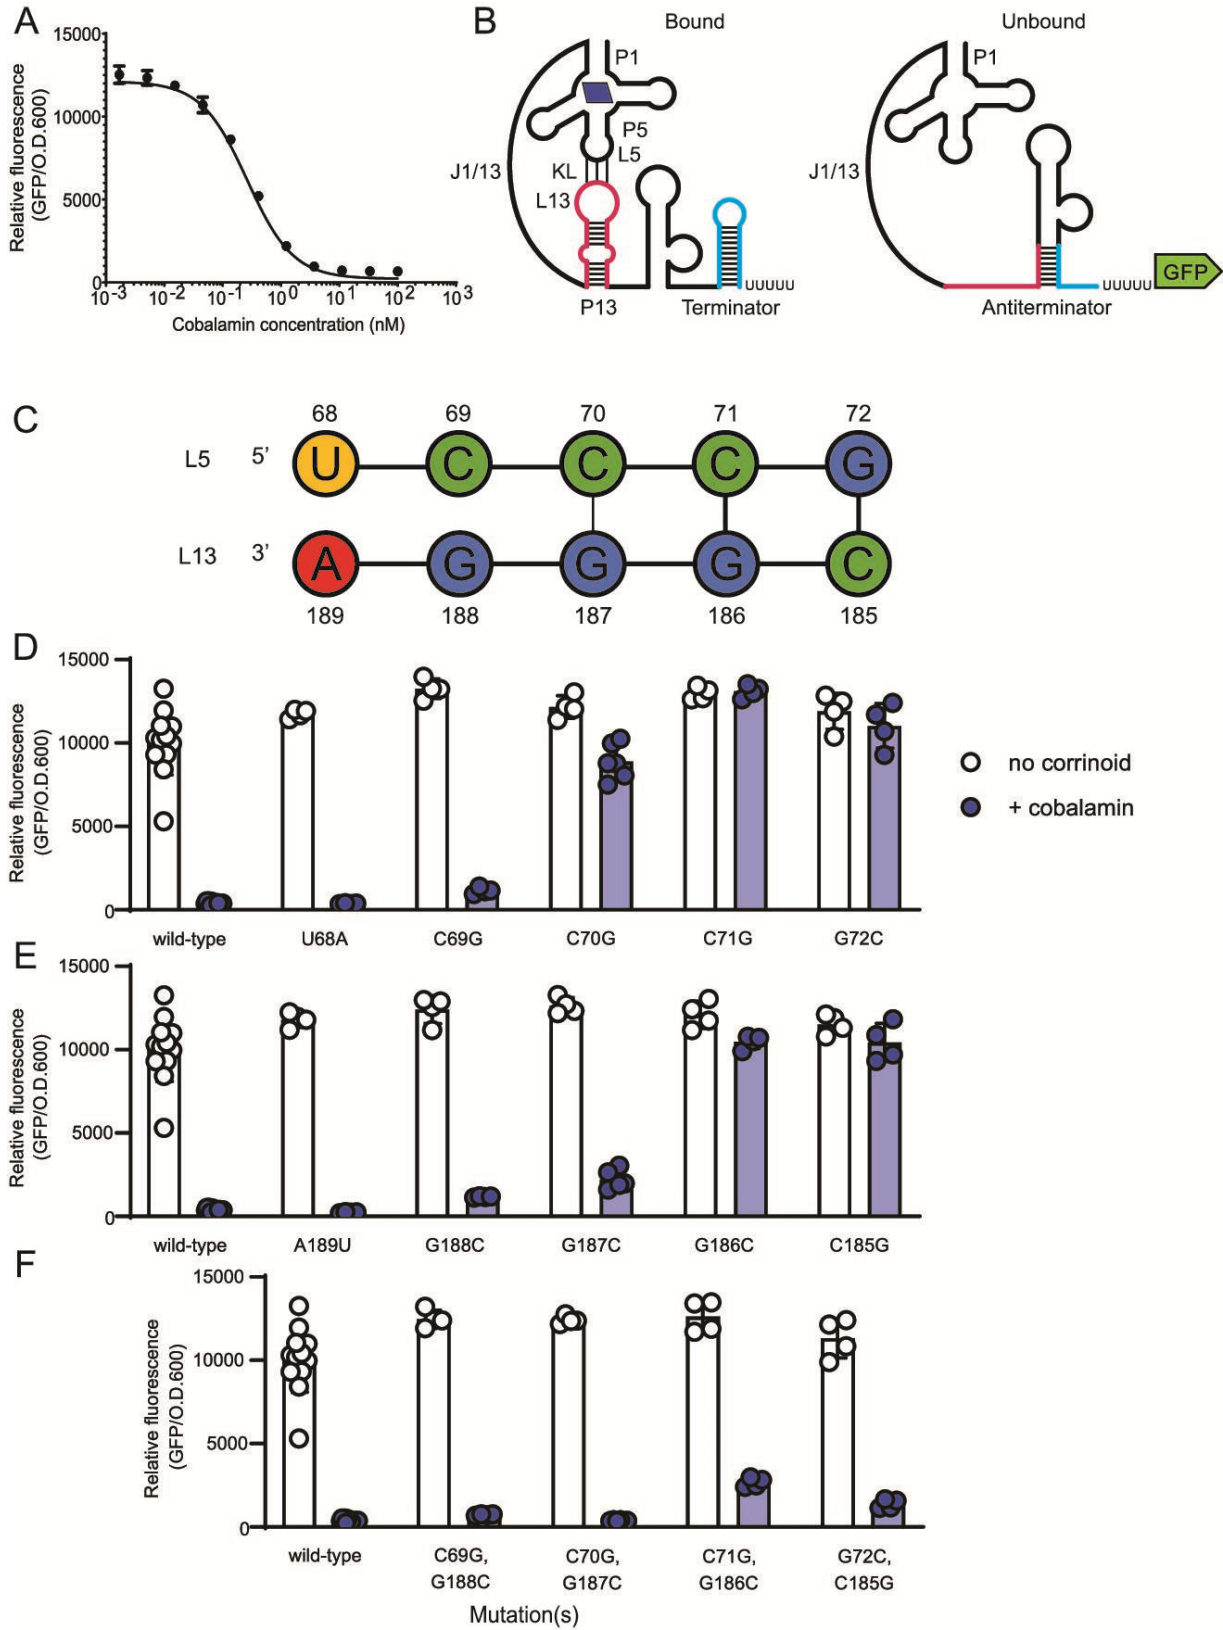 A
15000
10000
5000
0
Relative fluorescence
(GFP/O.D.600)
10-3 10-2 10-1 100 101 102 103
Cobalamin concentration (nM)
B
Bound
Unbound
P1
P5
L5
KL
L13
J1/13
P13
Terminator
UUUUU
P1
J1/13
Antiterminator
UUUUU
GFP
C
68 69 70 71 72
L5 5' U C C C G
L13 3' A G G G C
189 188 187 186 185
D
15000
10000
5000
0
Relative fluorescence
(GFP/O.D.600)
wild-type U68A C69G C70G C71G G72C
no corrinoid
+ cobalamin
E
15000
10000
5000
0
Relative fluorescence
(GFP/O.D.600)
wild-type A189U G188C G187C G186C C185G
F
15000
10000
5000
0
Relative fluorescence
(GFP/O.D.600)
wild-type C69G, C70G, C71G, G72C,
G188C G187C G186C C185G
Mutation(s)